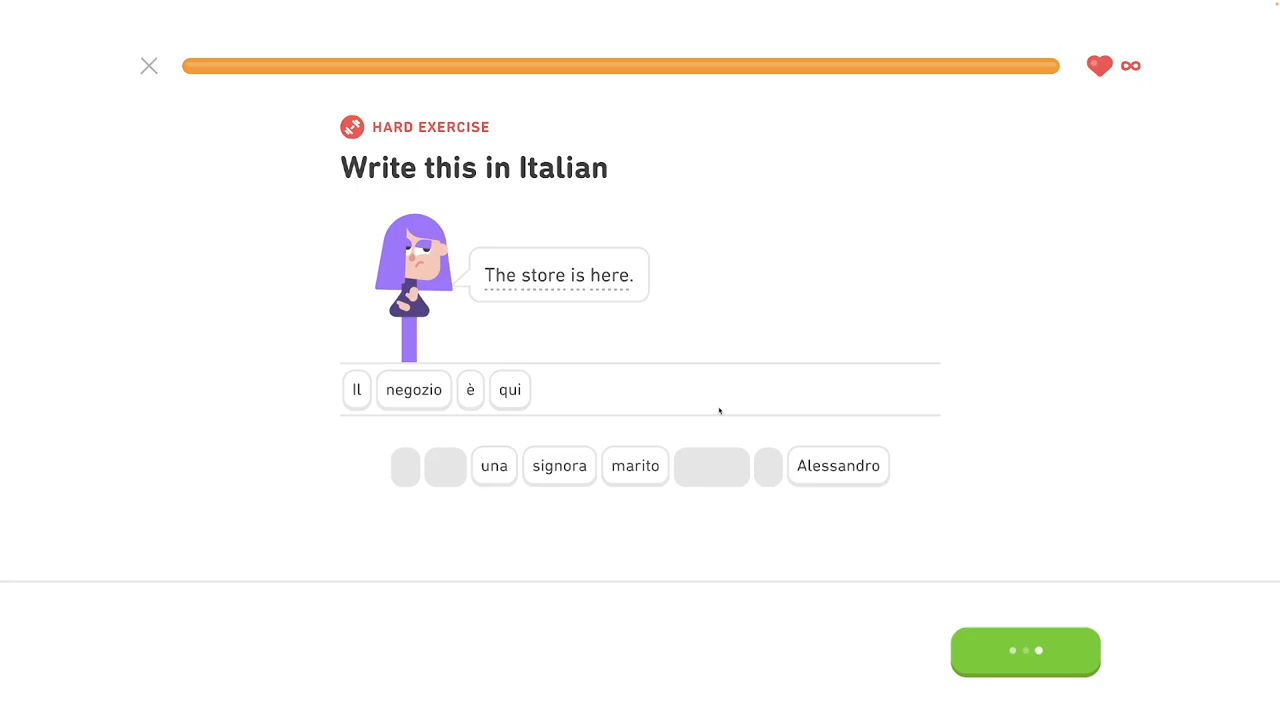 HARD EXERCISE
Write this in Italian
The store is here.
Il negozio è qui
una signora marito Alessandro